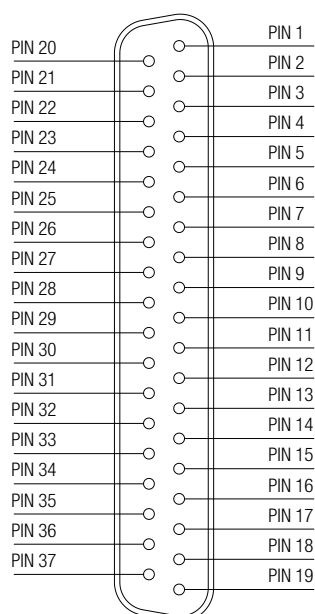 PIN 1
PIN 20
PIN 2
PIN 21
PIN 3
PIN 22
PIN 4
PIN 23
PIN 5
PIN 24
PIN 6
PIN 25
PIN 7
PIN 26
PIN 8
PIN 27
PIN 9
PIN 28
PIN 10
PIN 29
PIN 11
PIN 30
PIN 12
PIN 31
PIN 13
PIN 32
PIN 14
PIN 33
PIN 15
PIN 34
PIN 16
PIN 35
PIN 17
PIN 36
PIN 18
PIN 37
PIN 19